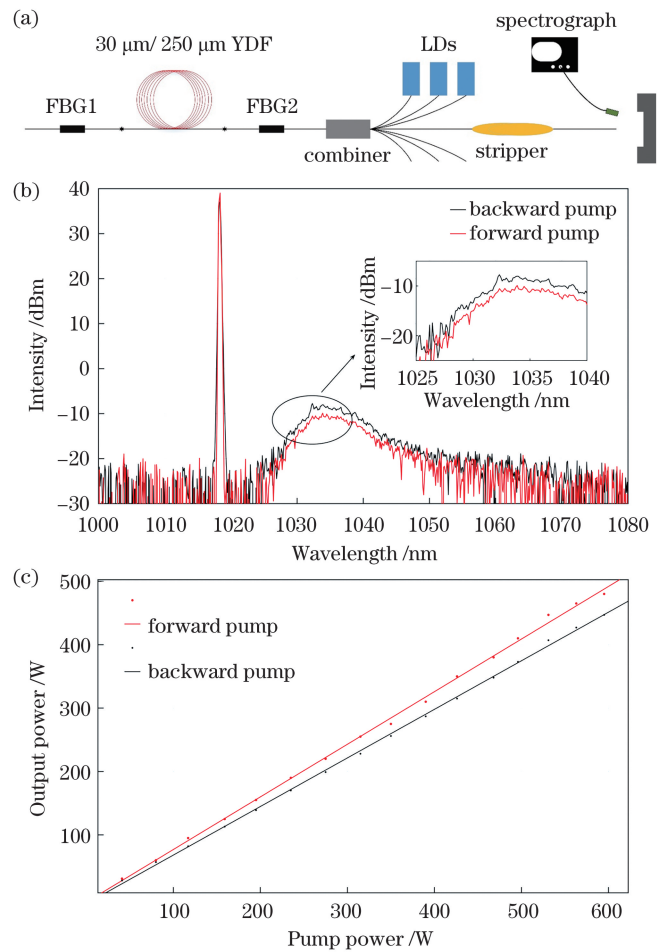 (a)
spectrograph
30 μm/ 250 μm YDF
LDs
FBG1
FBG2
combiner
stripper
(b)
40
30
20
10
0
−10
−20
−30
Intensity /dBm
backward pump
forward pump
−10
−20
Intensity /dBm
1025
1030
1035
1040
Wavelength /nm
1000
1010
1020
1030
1040
1050
1060
1070
1080
Wavelength /nm
(c)
500
400
300
200
100
Output power /W
forward pump
backward pump
100
200
300
400
500
600
Pump power /W